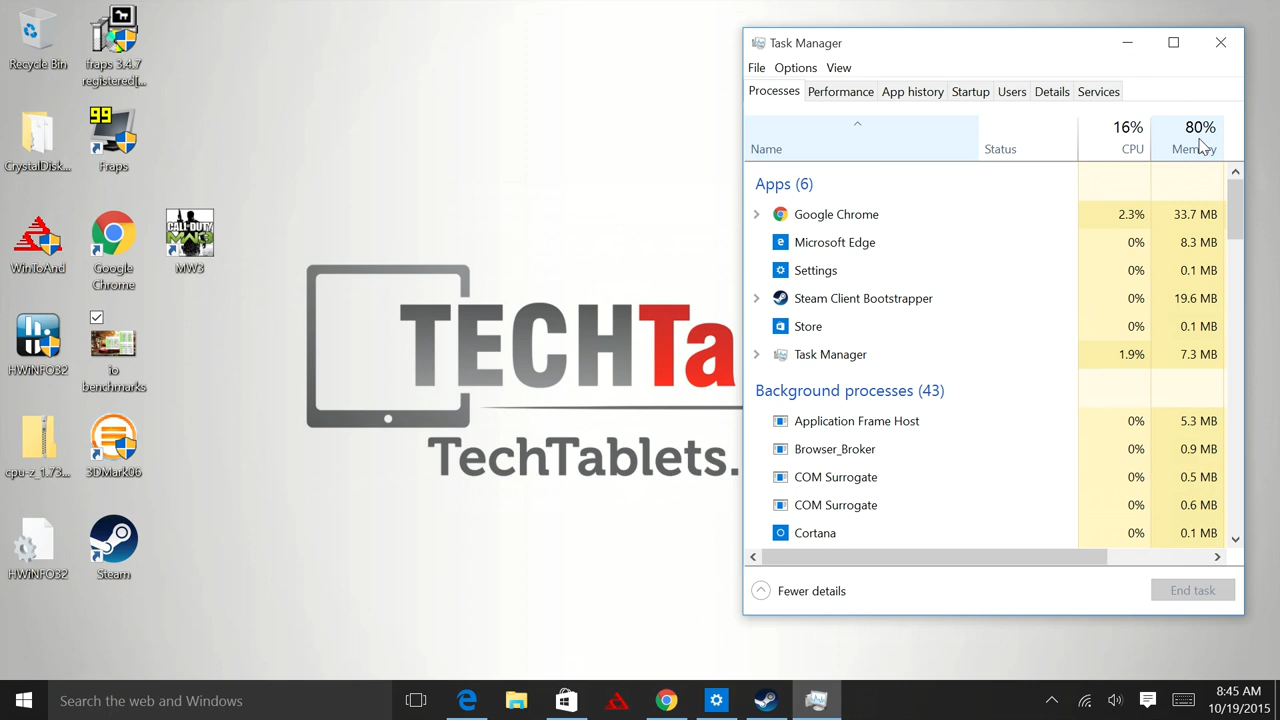 Recycle Bin
fraps 3.4.7
registered[...
CrystalDisk...
99
Fraps
WinToAnd
Google
Chrome
CALL OF DUTY
MW3
MW3
HWiNFO32
io
benchmarks
cpu-z_1.73...
3DMark06
HWiNFO32
Steam
TECHTa
TechTablets.
Task Manager
File Options View
Processes Performance App history Startup Users Details Services
16% 80%
Name Status CPU Memory
Apps (6)
Google Chrome 2.3% 33.7 MB
Microsoft Edge 0% 8.3 MB
Settings 0% 0.1 MB
Steam Client Bootstrapper 0% 19.6 MB
Store 0% 0.1 MB
Task Manager 1.9% 7.3 MB
Background processes (43)
Application Frame Host 0% 5.3 MB
Browser_Broker 0% 0.9 MB
COM Surrogate 0% 0.5 MB
COM Surrogate 0% 0.6 MB
Cortana 0% 0.1 MB
Fewer details End task
Search the web and Windows
8:45 AM
10/19/2015